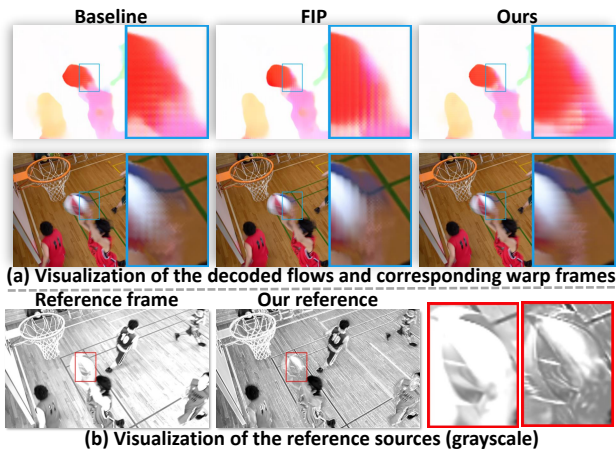 Baseline FIP Ours
(a) Visualization of the decoded flows and corresponding warp frames
Reference frame Our reference
(b) Visualization of the reference sources (grayscale)